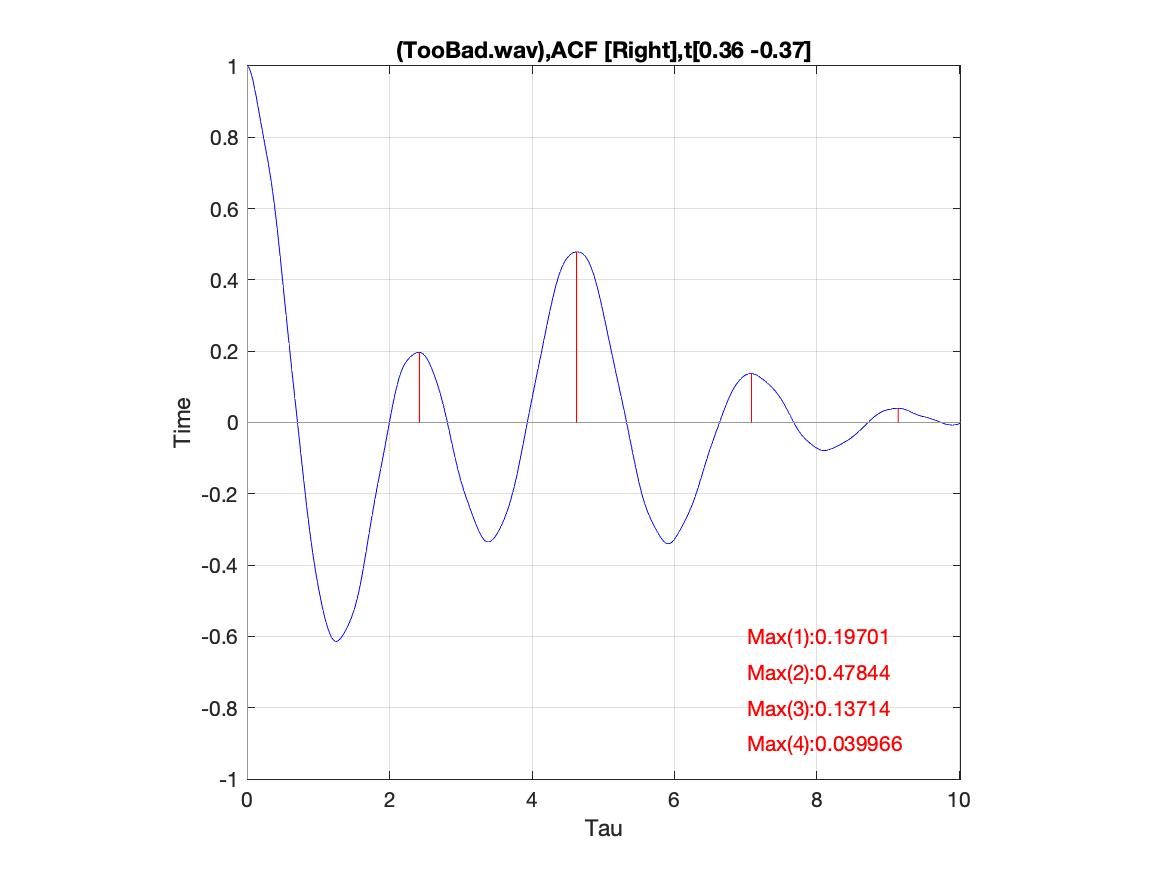 (TooBad.wav),ACF [Right],t[0.36 -0.37]
1
0.8
0.6
0.4
0.2
0
-0.2
-0.4
-0.6
-0.8
-1
Time
Max(1):0.19701
Max(2):0.47844
Max(3):0.13714
Max(4):0.039966
0 2 4 6 8 10
Tau